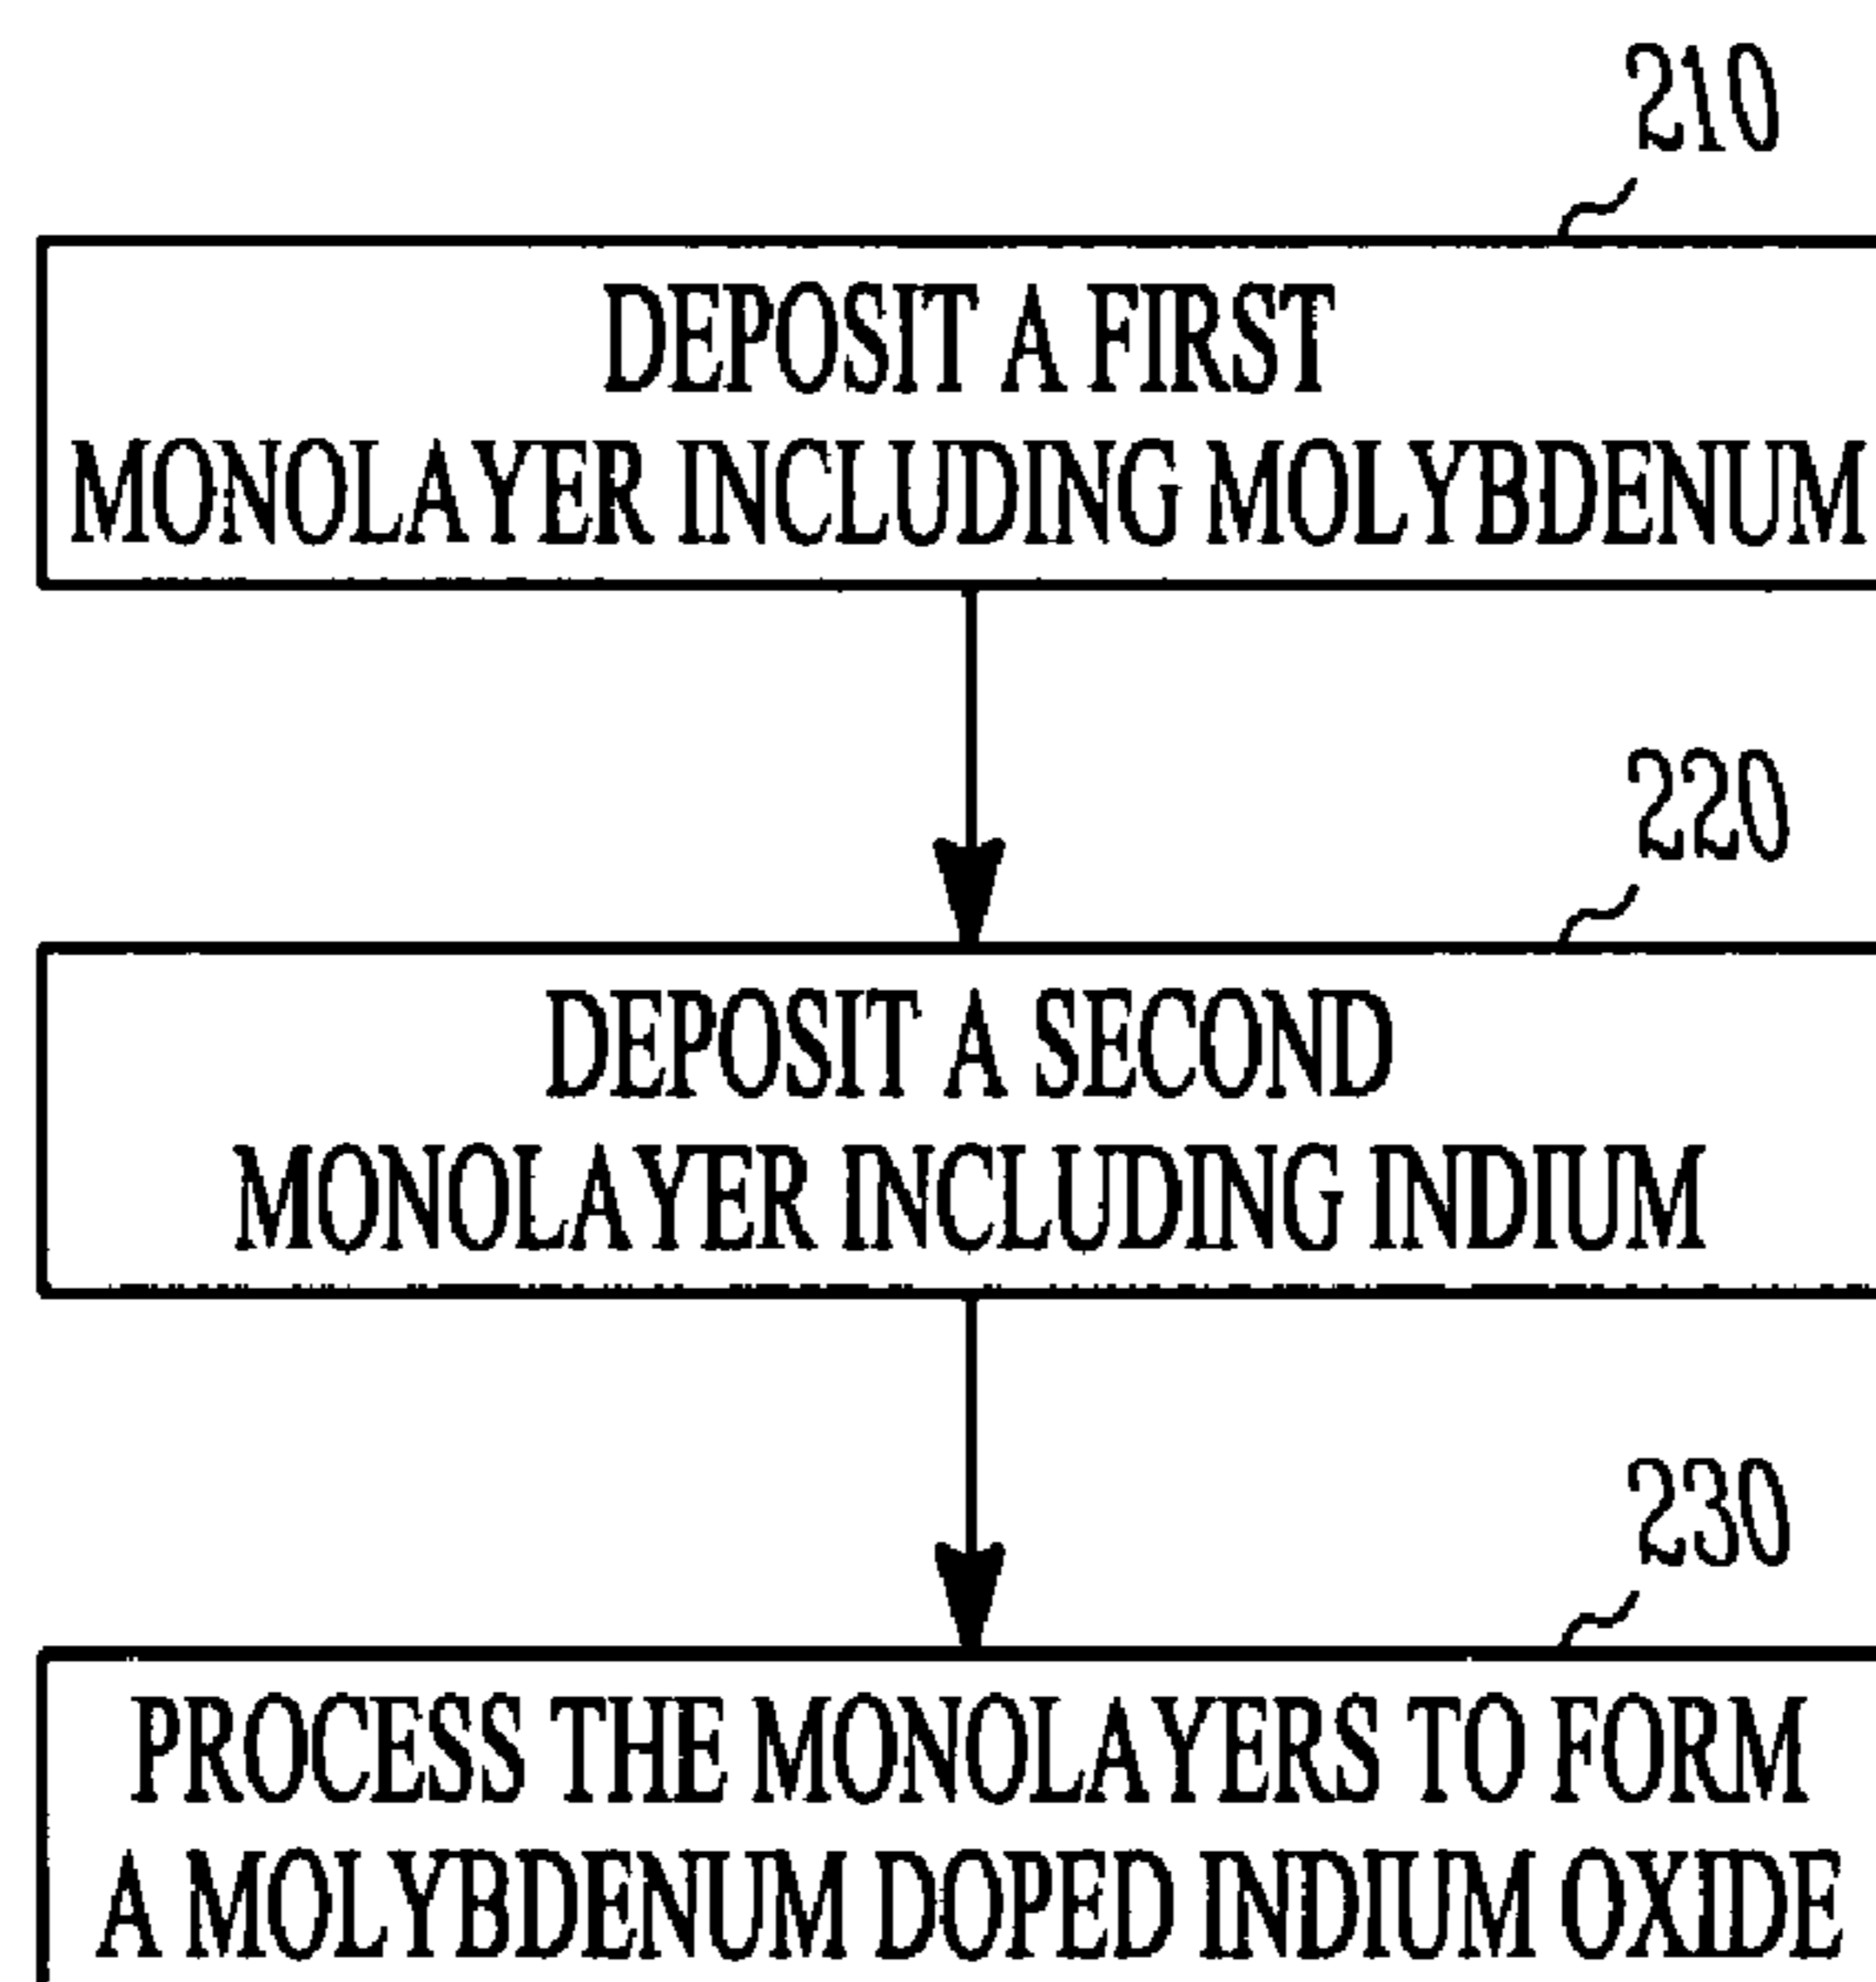 210
DEPOSIT A FIRST
MONOLAYER INCLUDING MOLYBDENUM
220
DEPOSIT A SECOND
MONOLAYER INCLUDING INDIUM
230
PROCESS THE MONOLAYERS TO FORM
A MOLYBDENUM DOPED INDIUM OXIDE